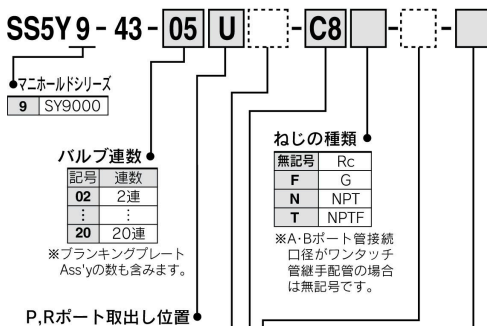 SS5Y9-43-05U-C8--
マニホールドシリーズ
9 SY9000
バルブ連数
記号 連数
02 2連
⋮ ⋮
20 20連
※ブランキングプレート
Ass'yの数も含みます。
P,Rポート取出し位置
ねじの種類
無記号 Rc
F G
N NPT
T NPTF
※A・Bポート管接続
口径がワンタッチ
管継手配管の場合
は無記号です。